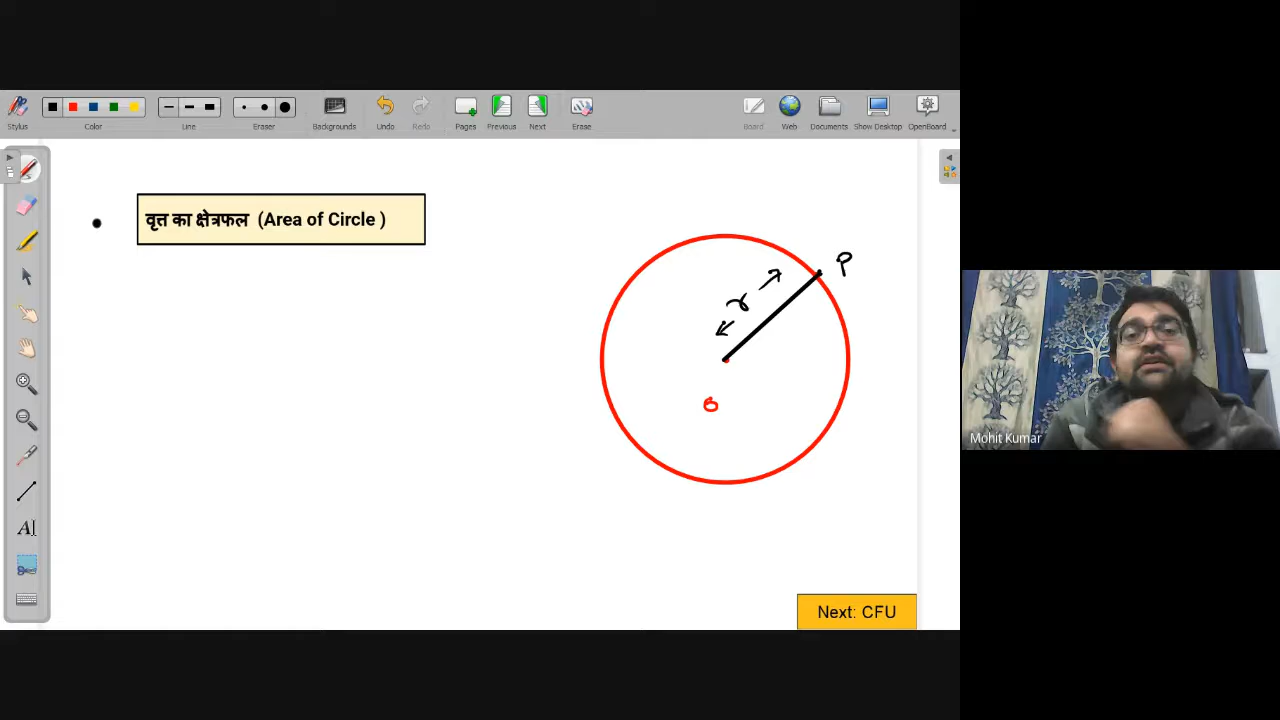 Stylus
Color
Line
Eraser
Backgrounds
Undo
Redo
Pages
Previous
Next
Erase
Board
Web
Documents
Show Desktop
OpenBoard
• वृत्त का क्षेत्रफल (Area of Circle )
P
r
O
A
Mohit Kumar
Next: CFU